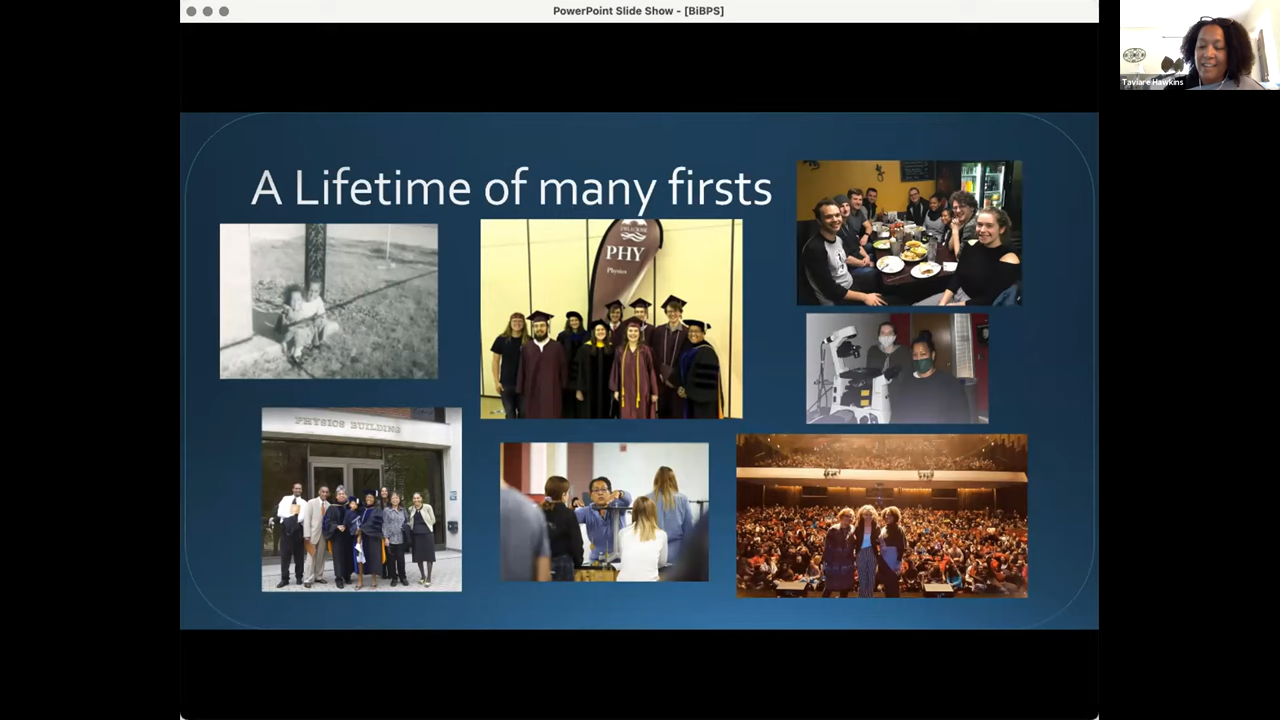 PowerPoint Slide Show - [BiBPS]
Taviare Hawkins
A Lifetime of many firsts
PHY
Physics
PHYSICS BUILDING